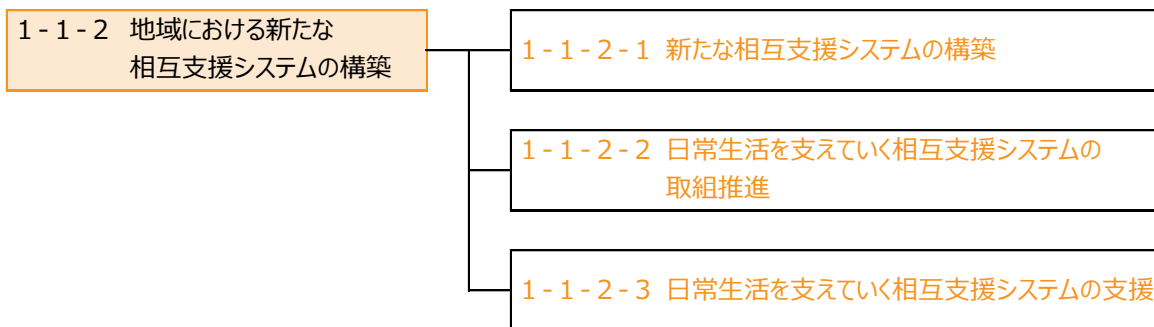 1-1-2 地域における新たな
相互支援システムの構築
1-1-2-1 新たな相互支援システムの構築
1-1-2-2 日常生活を支えていく相互支援システムの
取組推進
1-1-2-3 日常生活を支えていく相互支援システムの支援